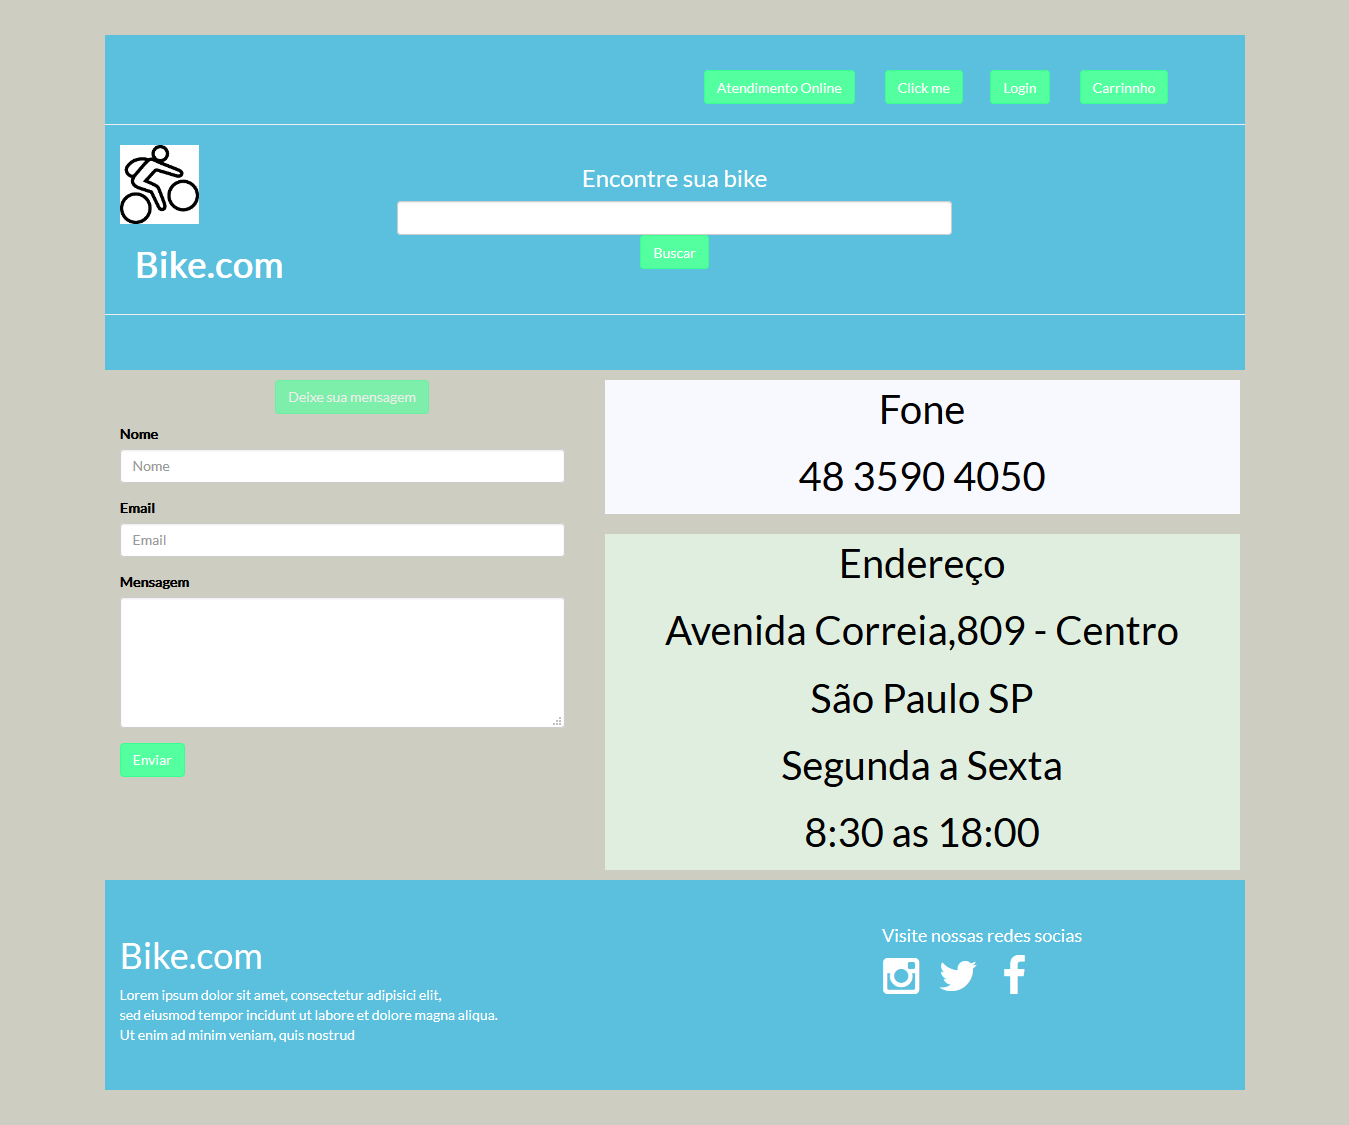 Atendimento Online Click me Login Carrinnho
Encontre sua bike
Buscar
Bike.com
Deixe sua mensagem
Nome
Nome
Email
Email
Mensagem
Enviar
Fone
48 3590 4050
Endereço
Avenida Correia,809 - Centro
São Paulo SP
Segunda a Sexta
8:30 as 18:00
Bike.com
Lorem ipsum dolor sit amet, consectetur adipisici elit,
sed eiusmod tempor incidunt ut labore et dolore magna aliqua.
Ut enim ad minim veniam, quis nostrud
Visite nossas redes socias